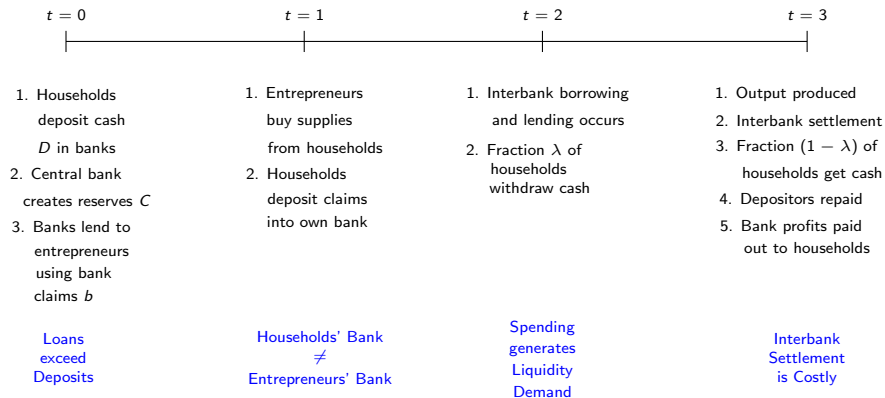 t = 0
t = 1
t = 2
t = 3
1. Households
deposit cash
D in banks
2. Central bank
creates reserves C
3. Banks lend to
entrepreneurs
using bank
claims b
1. Entrepreneurs
buy supplies
from households
2. Households
deposit claims
into own bank
1. Interbank borrowing
and lending occurs
2. Fraction λ of
households
withdraw cash
1. Output produced
2. Interbank settlement
3. Fraction (1 − λ) of
households get cash
4. Depositors repaid
5. Bank profits paid
out to households
Loans
exceed
Deposits
Households' Bank
≠
Entrepreneurs' Bank
Spending
generates
Liquidity
Demand
Interbank
Settlement
is Costly